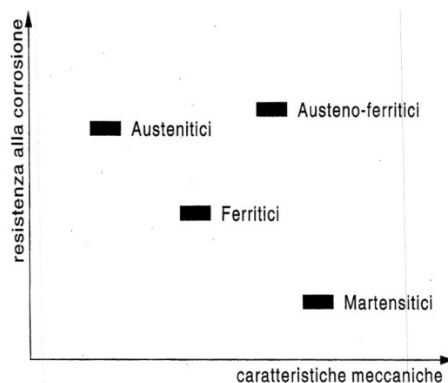 resistenza alla corrosione
Austeno-ferritici
Austenitici
Ferritici
Martensitici
caratteristiche meccaniche